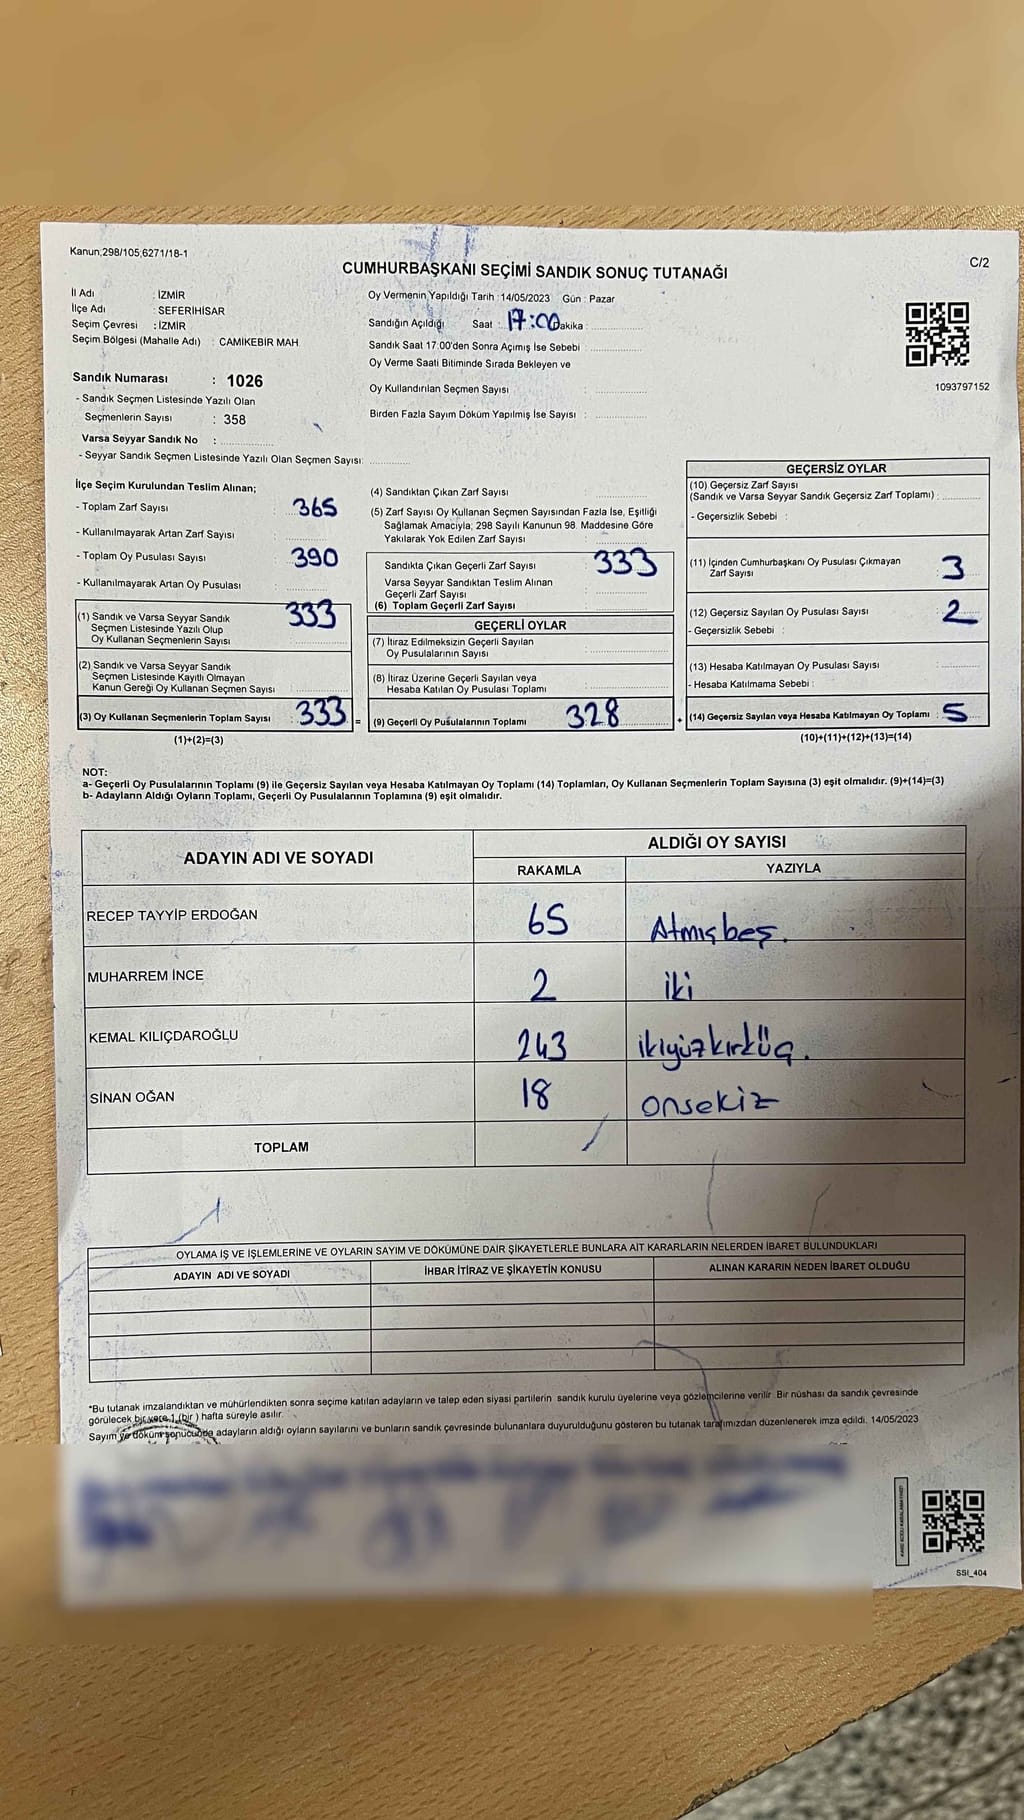 Kanun,298/105,6271/18-1
C/2
CUMHURBAŞKANI SEÇİMİ SANDIK SONUÇ TUTANAĞI
İl Adı : İZMİR
İlçe Adı : SEFERİHİSAR
Seçim Çevresi : İZMİR
Seçim Bölgesi (Mahalle Adı) : CAMİKEBİR MAH.
Sandık Numarası : 1026
- Sandık Seçmen Listesinde Yazılı Olan
Seçmenlerin Sayısı : 358
Varsa Seyyar Sandık No :
- Seyyar Sandık Seçmen Listesinde Yazılı Olan Seçmen Sayısı:
Oy Vermenin Yapıldığı Tarih : 14/05/2023 Gün : Pazar
Sandığın Açıldığı Saat : 17:00 Dakika :
Sandık Saat 17:00'den Sonra Açımış İse Sebebi :
Oy Verme Saati Bitiminde Sırada Bekleyen ve
Oy Kullandırılan Seçmen Sayısı :
Birden Fazla Sayım Döküm Yapılmış İse Sayısı :
1093797152
İlçe Seçim Kurulundan Teslim Alınan;
- Toplam Zarf Sayısı : 365
- Kullanılmayarak Artan Zarf Sayısı :
- Toplam Oy Pusulası Sayısı : 390
- Kullanılmayarak Artan Oy Pusulası
(1) Sandık ve Varsa Seyyar Sandık
Seçmen Listesinde Yazılı Olup
Oy Kullanan Seçmenlerin Sayısı : 333
(2) Sandık ve Varsa Seyyar Sandık
Seçmen Listesinde Kayıtlı Olmayan
Kanun Gereği Oy Kullanan Seçmen Sayısı
(3) Oy Kullanan Seçmenlerin Toplam Sayısı : 333 =
(1)+(2)=(3)
(4) Sandıktan Çıkan Zarf Sayısı :
(5) Zarf Sayısı Oy Kullanan Seçmen Sayısından Fazla İse, Eşitliği
Sağlamak Amacıyla; 298 Sayılı Kanunun 98. Maddesine Göre
Yakılarak Yok Edilen Zarf Sayısı :
Sandıkta Çıkan Geçerli Zarf Sayısı : 333
Varsa Seyyar Sandıktan Teslim Alınan
Geçerli Zarf Sayısı :
(6) Toplam Geçerli Zarf Sayısı :
GEÇERLİ OYLAR
(7) İtiraz Edilmeksizin Geçerli Sayılan
Oy Pusulalarının Sayısı :
(8) İtiraz Üzerine Geçerli Sayılan veya
Hesaba Katılan Oy Pusulası Toplamı :
(9) Geçerli Oy Pusulalarının Toplamı : 328 +
GEÇERSİZ OYLAR
(10) Geçersiz Zarf Sayısı
(Sandık ve Varsa Seyyar Sandık Geçersiz Zarf Toplamı) :
- Geçersizlik Sebebi :
(11) İçinden Cumhurbaşkanı Oy Pusulası Çıkmayan
Zarf Sayısı : 3
(12) Geçersiz Sayılan Oy Pusulası Sayısı : 2
- Geçersizlik Sebebi :
(13) Hesaba Katılmayan Oy Pusulası Sayısı :
- Hesaba Katılmama Sebebi :
(14) Geçersiz Sayılan veya Hesaba Katılmayan Oy Toplamı : 5
(10)+(11)+(12)+(13)=(14)
NOT:
a- Geçerli Oy Pusulalarının Toplamı (9) ile Geçersiz Sayılan veya Hesaba Katılmayan Oy Toplamı (14) Toplamları, Oy Kullanan Seçmenlerin Toplam Sayısına (3) eşit olmalıdır. (9)+(14)=(3)
b- Adayların Aldığı Oyların Toplamı, Geçerli Oy Pusulalarının Toplamına (9) eşit olmalıdır.
ADAYIN ADI VE SOYADI
ALDIĞI OY SAYISI
RAKAMLA YAZIYLA
RECEP TAYYİP ERDOĞAN 65 Atmışbeş.
MUHARREM İNCE 2 iki
KEMAL KILIÇDAROĞLU 243 ikiyüzkırküç.
SİNAN OĞAN 18 onsekiz
TOPLAM
OYLAMA İŞ VE İŞLEMLERİNE VE OYLARIN SAYIM VE DÖKÜMÜNE DAİR ŞİKAYETLERLE BUNLARA AİT KARARLARIN NELERDEN İBARET BULUNDUKLARI
ADAYIN ADI VE SOYADI İHBAR İTİRAZ VE ŞİKAYETİN KONUSU ALINAN KARARIN NEDEN İBARET OLDUĞU
*Bu tutanak imzalandıktan ve mühürlendikten sonra seçime katılan adayların ve talep eden siyasi partilerin sandık kurulu üyelerine veya gözlemcilerine verilir. Bir nüshası da sandık çevresinde
görülecek bir yere 1 (bir ) hafta süreyle asılır.
Sayım ve döküm sonucunda adayların aldığı oyların sayılarını ve bunların sandık çevresinde bulunanlara duyurulduğunu gösteren bu tutanak tarafımızdan düzenlenerek imza edildi. 14/05/2023
SSI_404